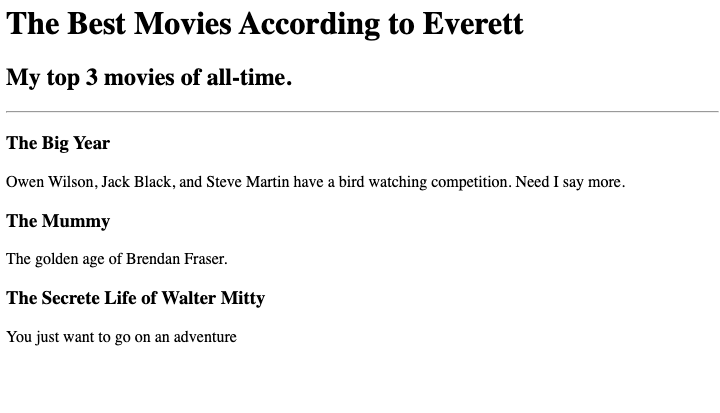 The Best Movies According to Everett
My top 3 movies of all-time.
The Big Year
Owen Wilson, Jack Black, and Steve Martin have a bird watching competition. Need I say more.
The Mummy
The golden age of Brendan Fraser.
The Secrete Life of Walter Mitty
You just want to go on an adventure